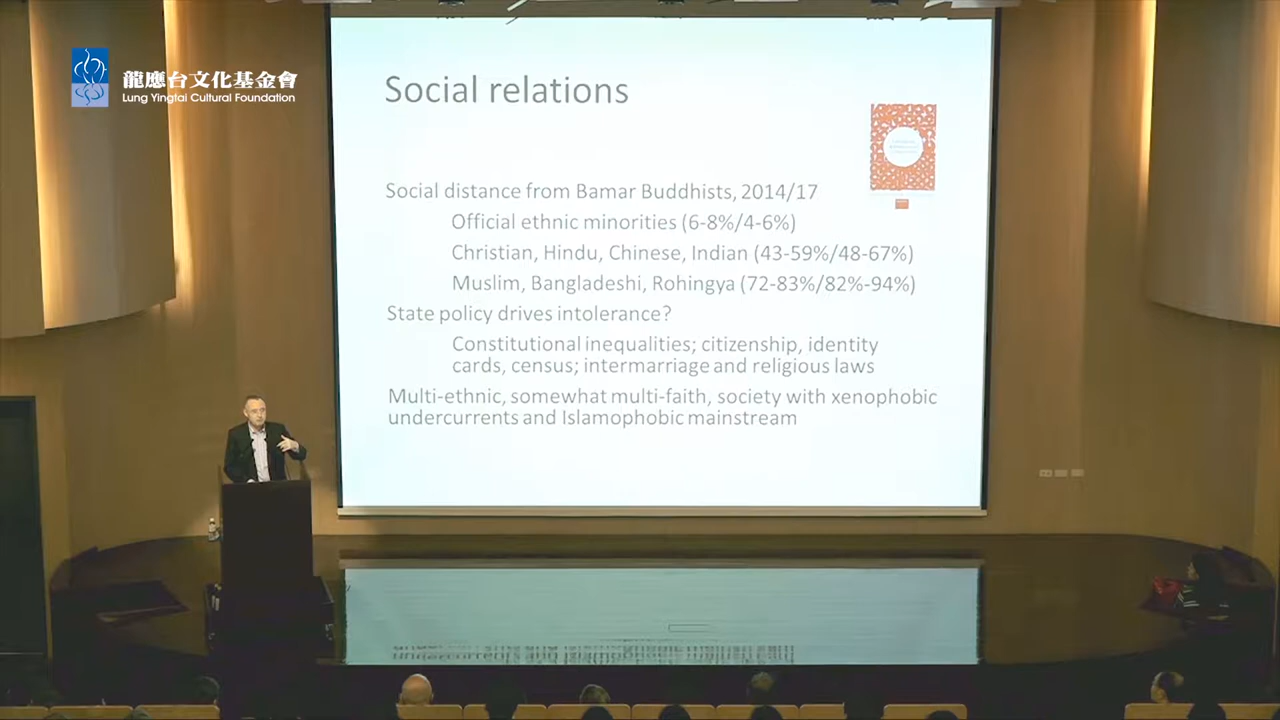 龍應台文化基金會
Lung Yingtai Cultural Foundation
Social relations
Social distance from Bamar Buddhists, 2014/17
Official ethnic minorities (6-8%/4-6%)
Christian, Hindu, Chinese, Indian (43-59%/48-67%)
Muslim, Bangladeshi, Rohingya (72-83%/82%-94%)
State policy drives intolerance?
Constitutional inequalities; citizenship, identity
cards, census; intermarriage and religious laws
Multi-ethnic, somewhat multi-faith, society with xenophobic
undercurrents and Islamophobic mainstream